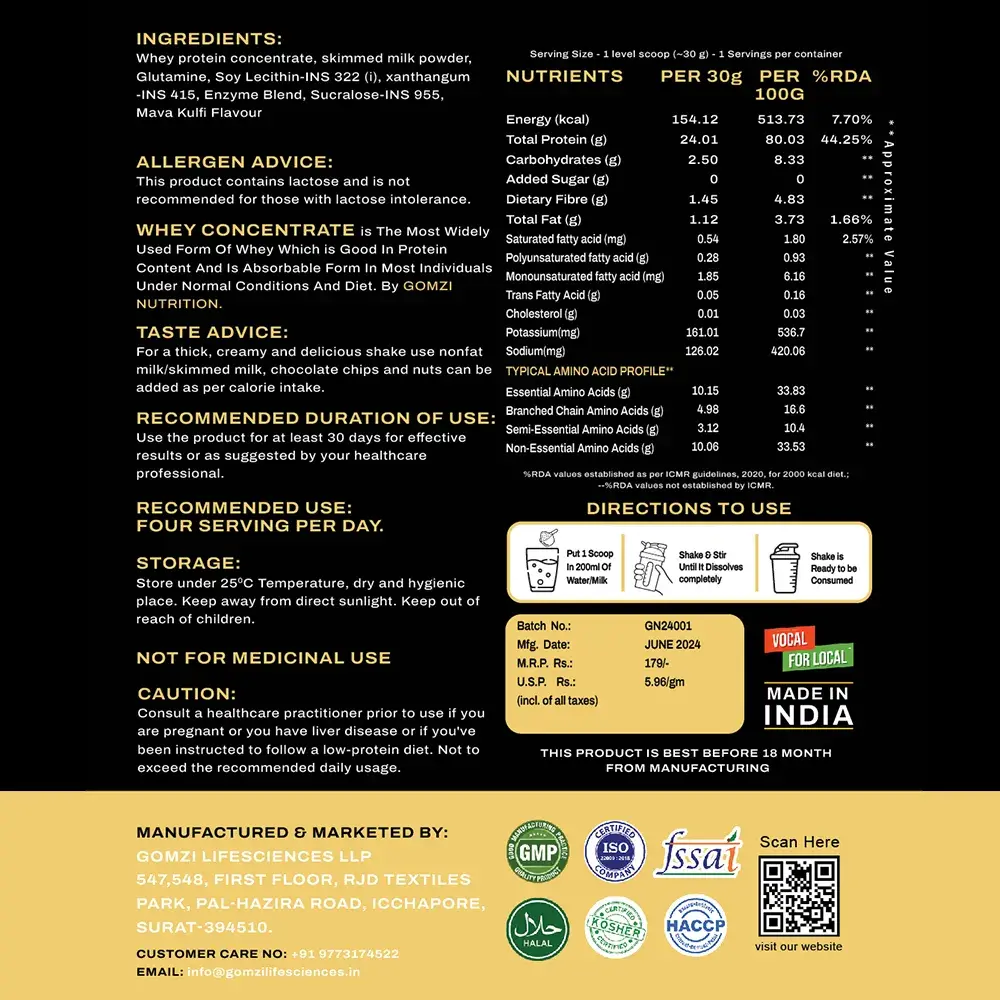 INGREDIENTS:
Whey protein concentrate, skimmed milk powder,
Glutamine, Soy Lecithin-INS 322 (i), xanthangum
-INS 415, Enzyme Blend, Sucralose-INS 955,
Mava Kulfi Flavour
ALLERGEN ADVICE:
This product contains lactose and is not
recommended for those with lactose intolerance.
WHEY CONCENTRATE is The Most Widely
Used Form Of Whey Which is Good In Protein
Content And Is Absorbable Form In Most Individuals
Under Normal Conditions And Diet. By GOMZI
NUTRITION.
TASTE ADVICE:
For a thick, creamy and delicious shake use nonfat
milk/skimmed milk, chocolate chips and nuts can be
added as per calorie intake.
RECOMMENDED DURATION OF USE:
Use the product for at least 30 days for effective
results or as suggested by your healthcare
professional.
RECOMMENDED USE:
FOUR SERVING PER DAY.
STORAGE:
Store under 25⁰C Temperature, dry and hygienic
place. Keep away from direct sunlight. Keep out of
reach of children.
NOT FOR MEDICINAL USE
CAUTION:
Consult a healthcare practitioner prior to use if you
are pregnant or you have liver disease or if you've
been instructed to follow a low-protein diet. Not to
exceed the recommended daily usage.
Serving Size - 1 level scoop (~30 g) - 1 Servings per container
NUTRIENTS PER 30g PER 100G %RDA
Energy (kcal) 154.12 513.73 7.70%
Total Protein (g) 24.01 80.03 44.25%
Carbohydrates (g) 2.50 8.33 **
Added Sugar (g) 0 0 **
Dietary Fibre (g) 1.45 4.83 **
Total Fat (g) 1.12 3.73 1.66%
Saturated fatty acid (mg) 0.54 1.80 2.57%
Polyunsaturated fatty acid (g) 0.28 0.93 **
Monounsaturated fatty acid (mg) 1.85 6.16 **
Trans Fatty Acid (g) 0.05 0.16 **
Cholesterol (g) 0.01 0.03 **
Potassium(mg) 161.01 536.7 **
Sodium(mg) 126.02 420.06 **
TYPICAL AMINO ACID PROFILE**
Essential Amino Acids (g) 10.15 33.83 **
Branched Chain Amino Acids (g) 4.98 16.6 **
Semi-Essential Amino Acids (g) 3.12 10.4 **
Non-Essential Amino Acids (g) 10.06 33.53 **
**Approximate Value
%RDA values established as per ICMR guidelines, 2020, for 2000 kcal diet.;
--%RDA values not established by ICMR.
DIRECTIONS TO USE
Put 1 Scoop
In 200ml Of
Water/Milk
Shake & Stir
Until It Dissolves
completely
Shake is
Ready to be
Consumed
Batch No.: GN24001
Mfg. Date: JUNE 2024
M.R.P. Rs.: 179/-
U.S.P. Rs.: 5.96/gm
(incl. of all taxes)
VOCAL
FOR LOCAL
MADE IN
INDIA
THIS PRODUCT IS BEST BEFORE 18 MONTH
FROM MANUFACTURING
MANUFACTURED & MARKETED BY:
GOMZI LIFESCIENCES LLP
547,548, FIRST FLOOR, RJD TEXTILES
PARK, PAL-HAZIRA ROAD, ICCHAPORE,
SURAT-394510.
CUSTOMER CARE NO: +91 9773174522
EMAIL: info@gomzilifesciences.in
GOOD MANUFACTURING PRACTICE
GMP
QUALITY PRODUCT
CERTIFIED
ISO
22000 : 2018
COMPANY
fssai
حلال
HALAL
CERTIFIED
KOSHER
CERTIFIED
HACCP
Scan Here
visit our website